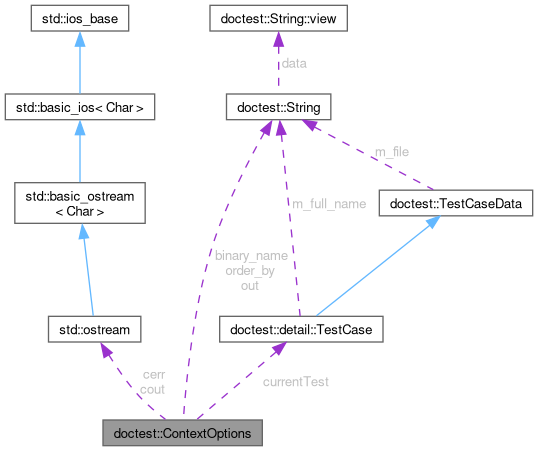 std::ios_base
doctest::String::view
data
std::basic_ios< Char >
doctest::String
m_file
std::basic_ostream
< Char >
m_full_name
doctest::TestCaseData
binary_name
order_by
out
std::ostream
doctest::detail::TestCase
cerr
cout
currentTest
doctest::ContextOptions